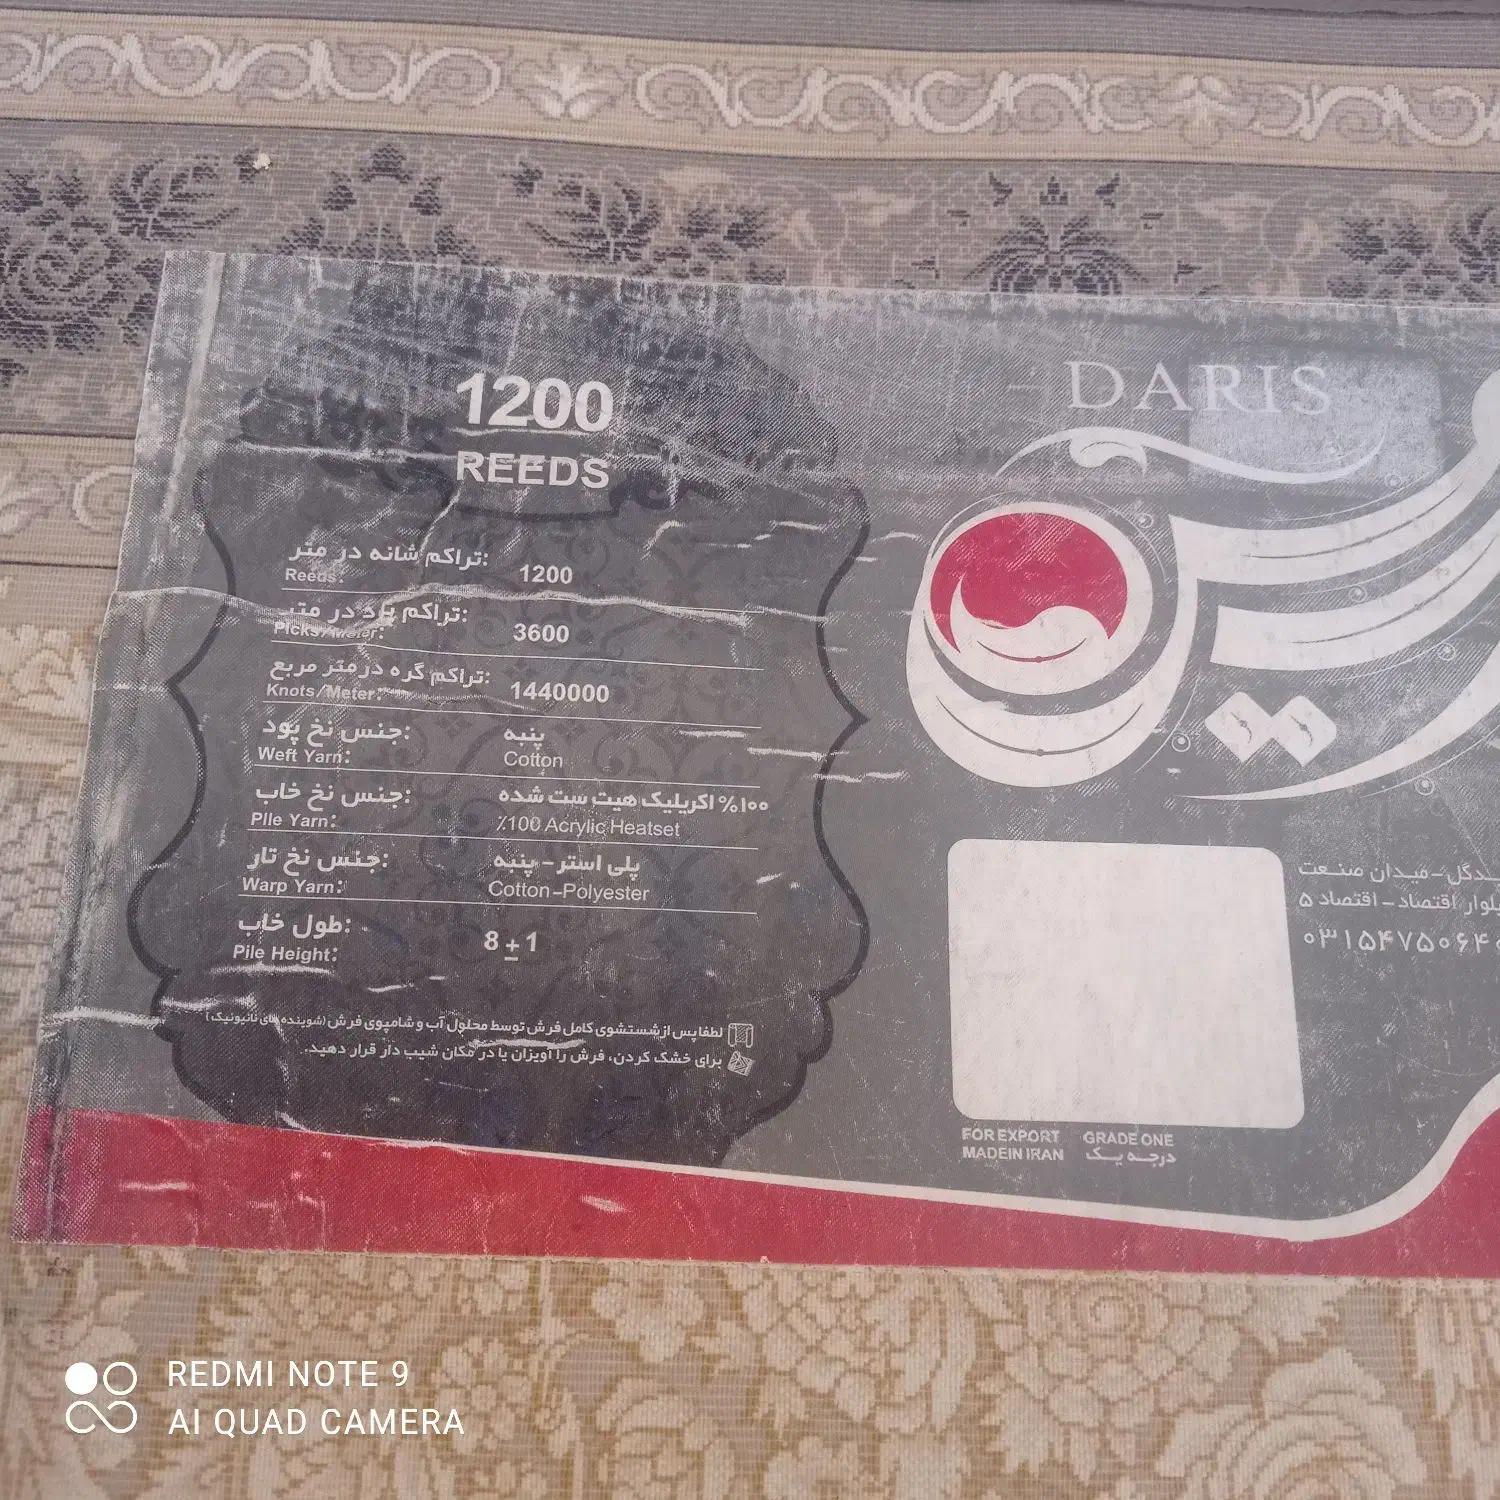 1200
REEDS
تراکم شانه در متر:
Reeds:
1200
تراکم پود در متر:
Picks/Meter:
3600
تراکم گره در متر مربع:
Knots/Meter:
1440000
جنس نخ پود:
Weft Yarn:
پنبه
Cotton
جنس نخ خاب:
Pile Yarn:
۱۰۰% اکریلیک هیت ست شده
٪100 Acrylic Heatset
جنس نخ تار:
Warp Yarn:
پلی استر - پنبه
Cotton-Polyester
طول خاب:
Pile Height:
8 ± 1
لطفا پس از شستشوی کامل فرش توسط محلول آب و شامپوی فرش (شوینده های نانیونیک)
برای خشک کردن، فرش را آویزان یا در مکان شیب دار قرار دهید.
DARIS
میدان صنعت
اقتصاد - اقتصاد ۵
۰۳۱۵۴۷۵۰۶۴۰
FOR EXPORT
MADE IN IRAN
GRADE ONE
درجه یک
REDMI NOTE 9
AI QUAD CAMERA